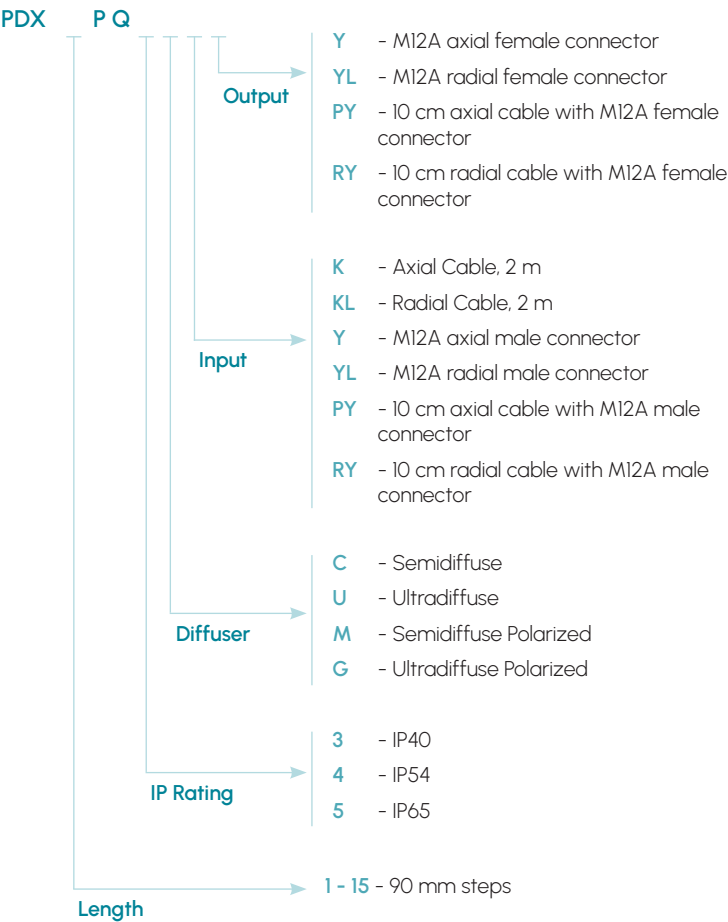 PDX _ P Q _ _ _ _
Y - M12A axial female connector
YL - M12A radial female connector
Output
PY - 10 cm axial cable with M12A female
connector
RY - 10 cm radial cable with M12A female
connector
K - Axial Cable, 2 m
KL - Radial Cable, 2 m
Y - M12A axial male connector
Input
YL - M12A radial male connector
PY - 10 cm axial cable with M12A male
connector
RY - 10 cm radial cable with M12A male
connector
C - Semidiffuse
U - Ultradiffuse
Diffuser
M - Semidiffuse Polarized
G - Ultradiffuse Polarized
3 - IP40
4 - IP54
IP Rating
5 - IP65
1 - 15 - 90 mm steps
Length